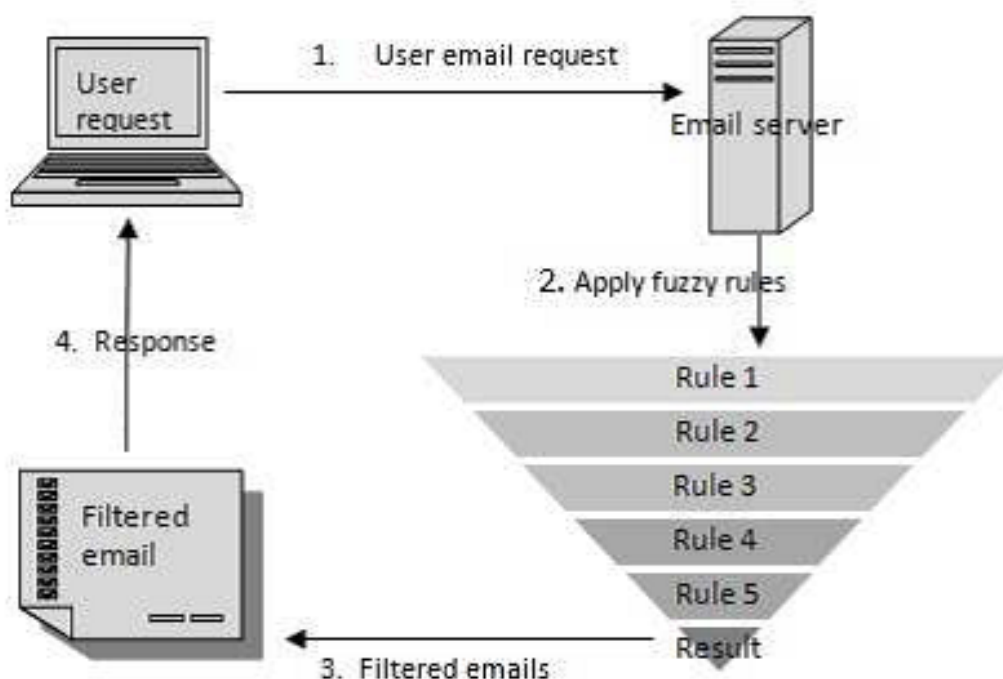 User
request
1. User email request
Email server
2. Apply fuzzy rules
Rule 1
Rule 2
Rule 3
Rule 4
Rule 5
Result
3. Filtered emails
Filtered
email
4. Response